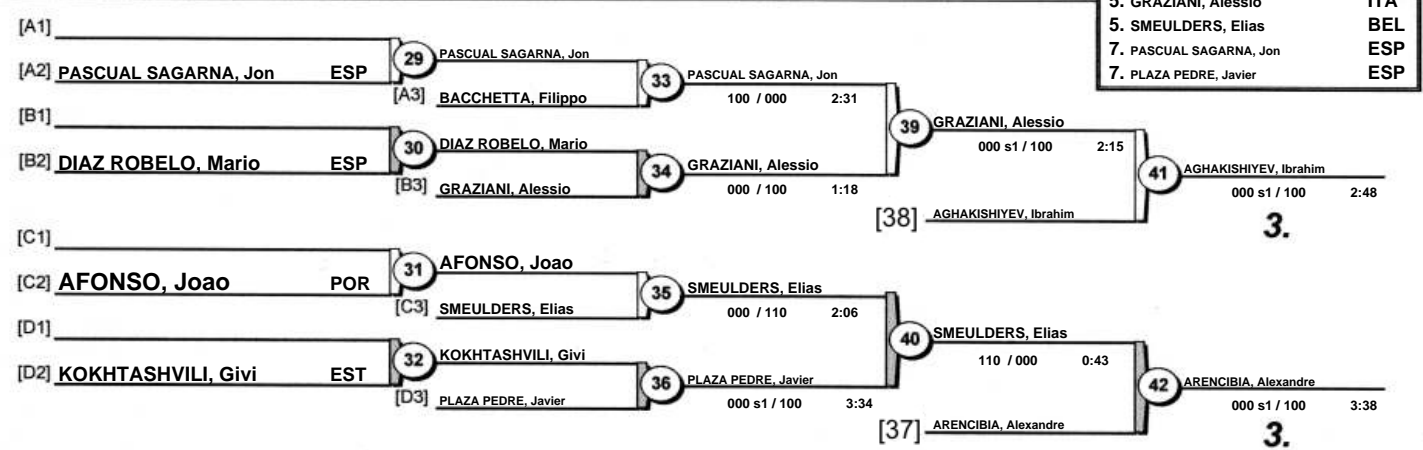 5. GRAZIANI, Alessio ITA
5. SMEULDERS, Elias BEL
7. PASCUAL SAGARNA, Jon ESP
7. PLAZA PEDRE, Javier ESP
[A1]
[A2] PASCUAL SAGARNA, Jon ESP
29
PASCUAL SAGARNA, Jon
[A3] BACCHETTA, Filippo
33
PASCUAL SAGARNA, Jon
100 / 000 2:31
[B1]
[B2] DIAZ ROBELO, Mario ESP
30
DIAZ ROBELO, Mario
[B3] GRAZIANI, Alessio
34
GRAZIANI, Alessio
000 / 100 1:18
39
GRAZIANI, Alessio
000 s1 / 100 2:15
[38] AGHAKISHIYEV, Ibrahim
41
AGHAKISHIYEV, Ibrahim
000 s1 / 100 2:48
3.
[C1]
[C2] AFONSO, Joao POR
31
AFONSO, Joao
[C3] SMEULDERS, Elias
35
SMEULDERS, Elias
000 / 110 2:06
[D1]
[D2] KOKHTASHVILI, Givi EST
32
KOKHTASHVILI, Givi
[D3] PLAZA PEDRE, Javier
36
PLAZA PEDRE, Javier
000 s1 / 100 3:34
40
SMEULDERS, Elias
110 / 000 0:43
[37] ARENCIBIA, Alexandre
42
ARENCIBIA, Alexandre
000 s1 / 100 3:38
3.